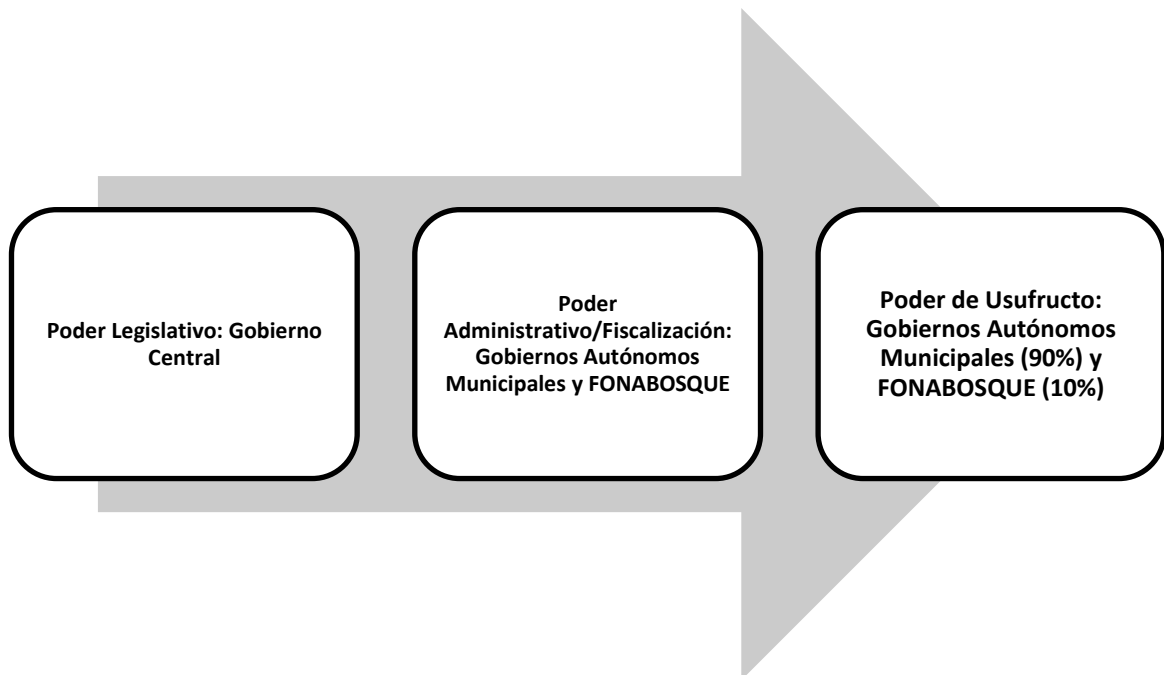 Poder Legislativo: Gobierno
Central
Poder
Administrativo/Fiscalización:
Gobiernos Autónomos
Municipales y FONABOSQUE
Poder de Usufructo:
Gobiernos Autónomos
Municipales (90%) y
FONABOSQUE (10%)